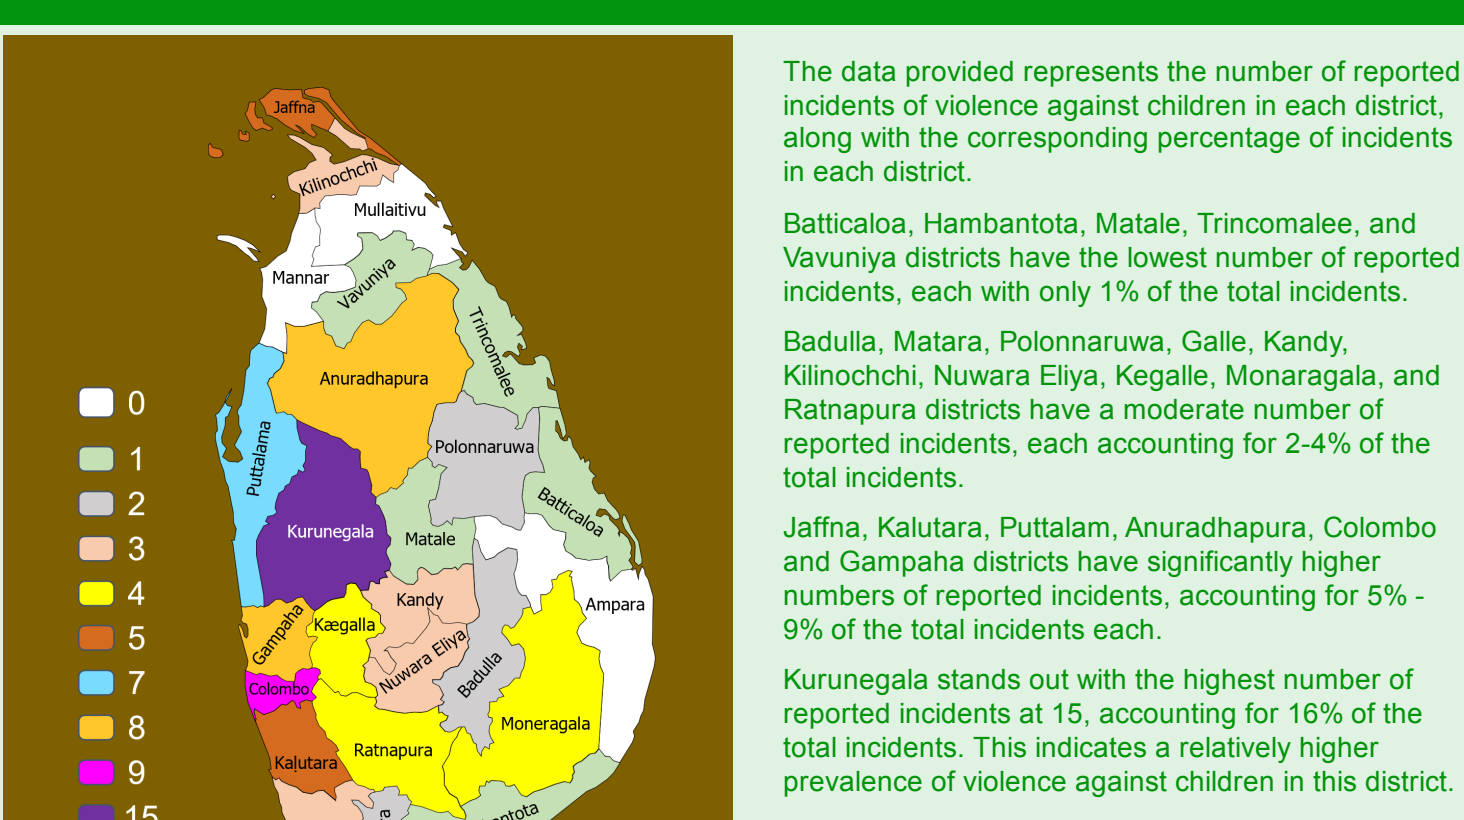 Jaffna
Kilinochchi
Mullaitivu
Mannar
Vavuniya
Trincomalee
Anuradhapura
Puttalama
Polonnaruwa
Kurunegala
Matale
Batticaloa
Kandy
Ampara
Gampaha
Kægalla
Nuwara Eliya
Badulla
Colombo
Moneragala
Ratnapura
Kaḷutara
0
1
2
3
4
5
7
8
9
15
The data provided represents the number of reported
incidents of violence against children in each district,
along with the corresponding percentage of incidents
in each district.
Batticaloa, Hambantota, Matale, Trincomalee, and
Vavuniya districts have the lowest number of reported
incidents, each with only 1% of the total incidents.
Badulla, Matara, Polonnaruwa, Galle, Kandy,
Kilinochchi, Nuwara Eliya, Kegalle, Monaragala, and
Ratnapura districts have a moderate number of
reported incidents, each accounting for 2-4% of the
total incidents.
Jaffna, Kalutara, Puttalam, Anuradhapura, Colombo
and Gampaha districts have significantly higher
numbers of reported incidents, accounting for 5% -
9% of the total incidents each.
Kurunegala stands out with the highest number of
reported incidents at 15, accounting for 16% of the
total incidents. This indicates a relatively higher
prevalence of violence against children in this district.